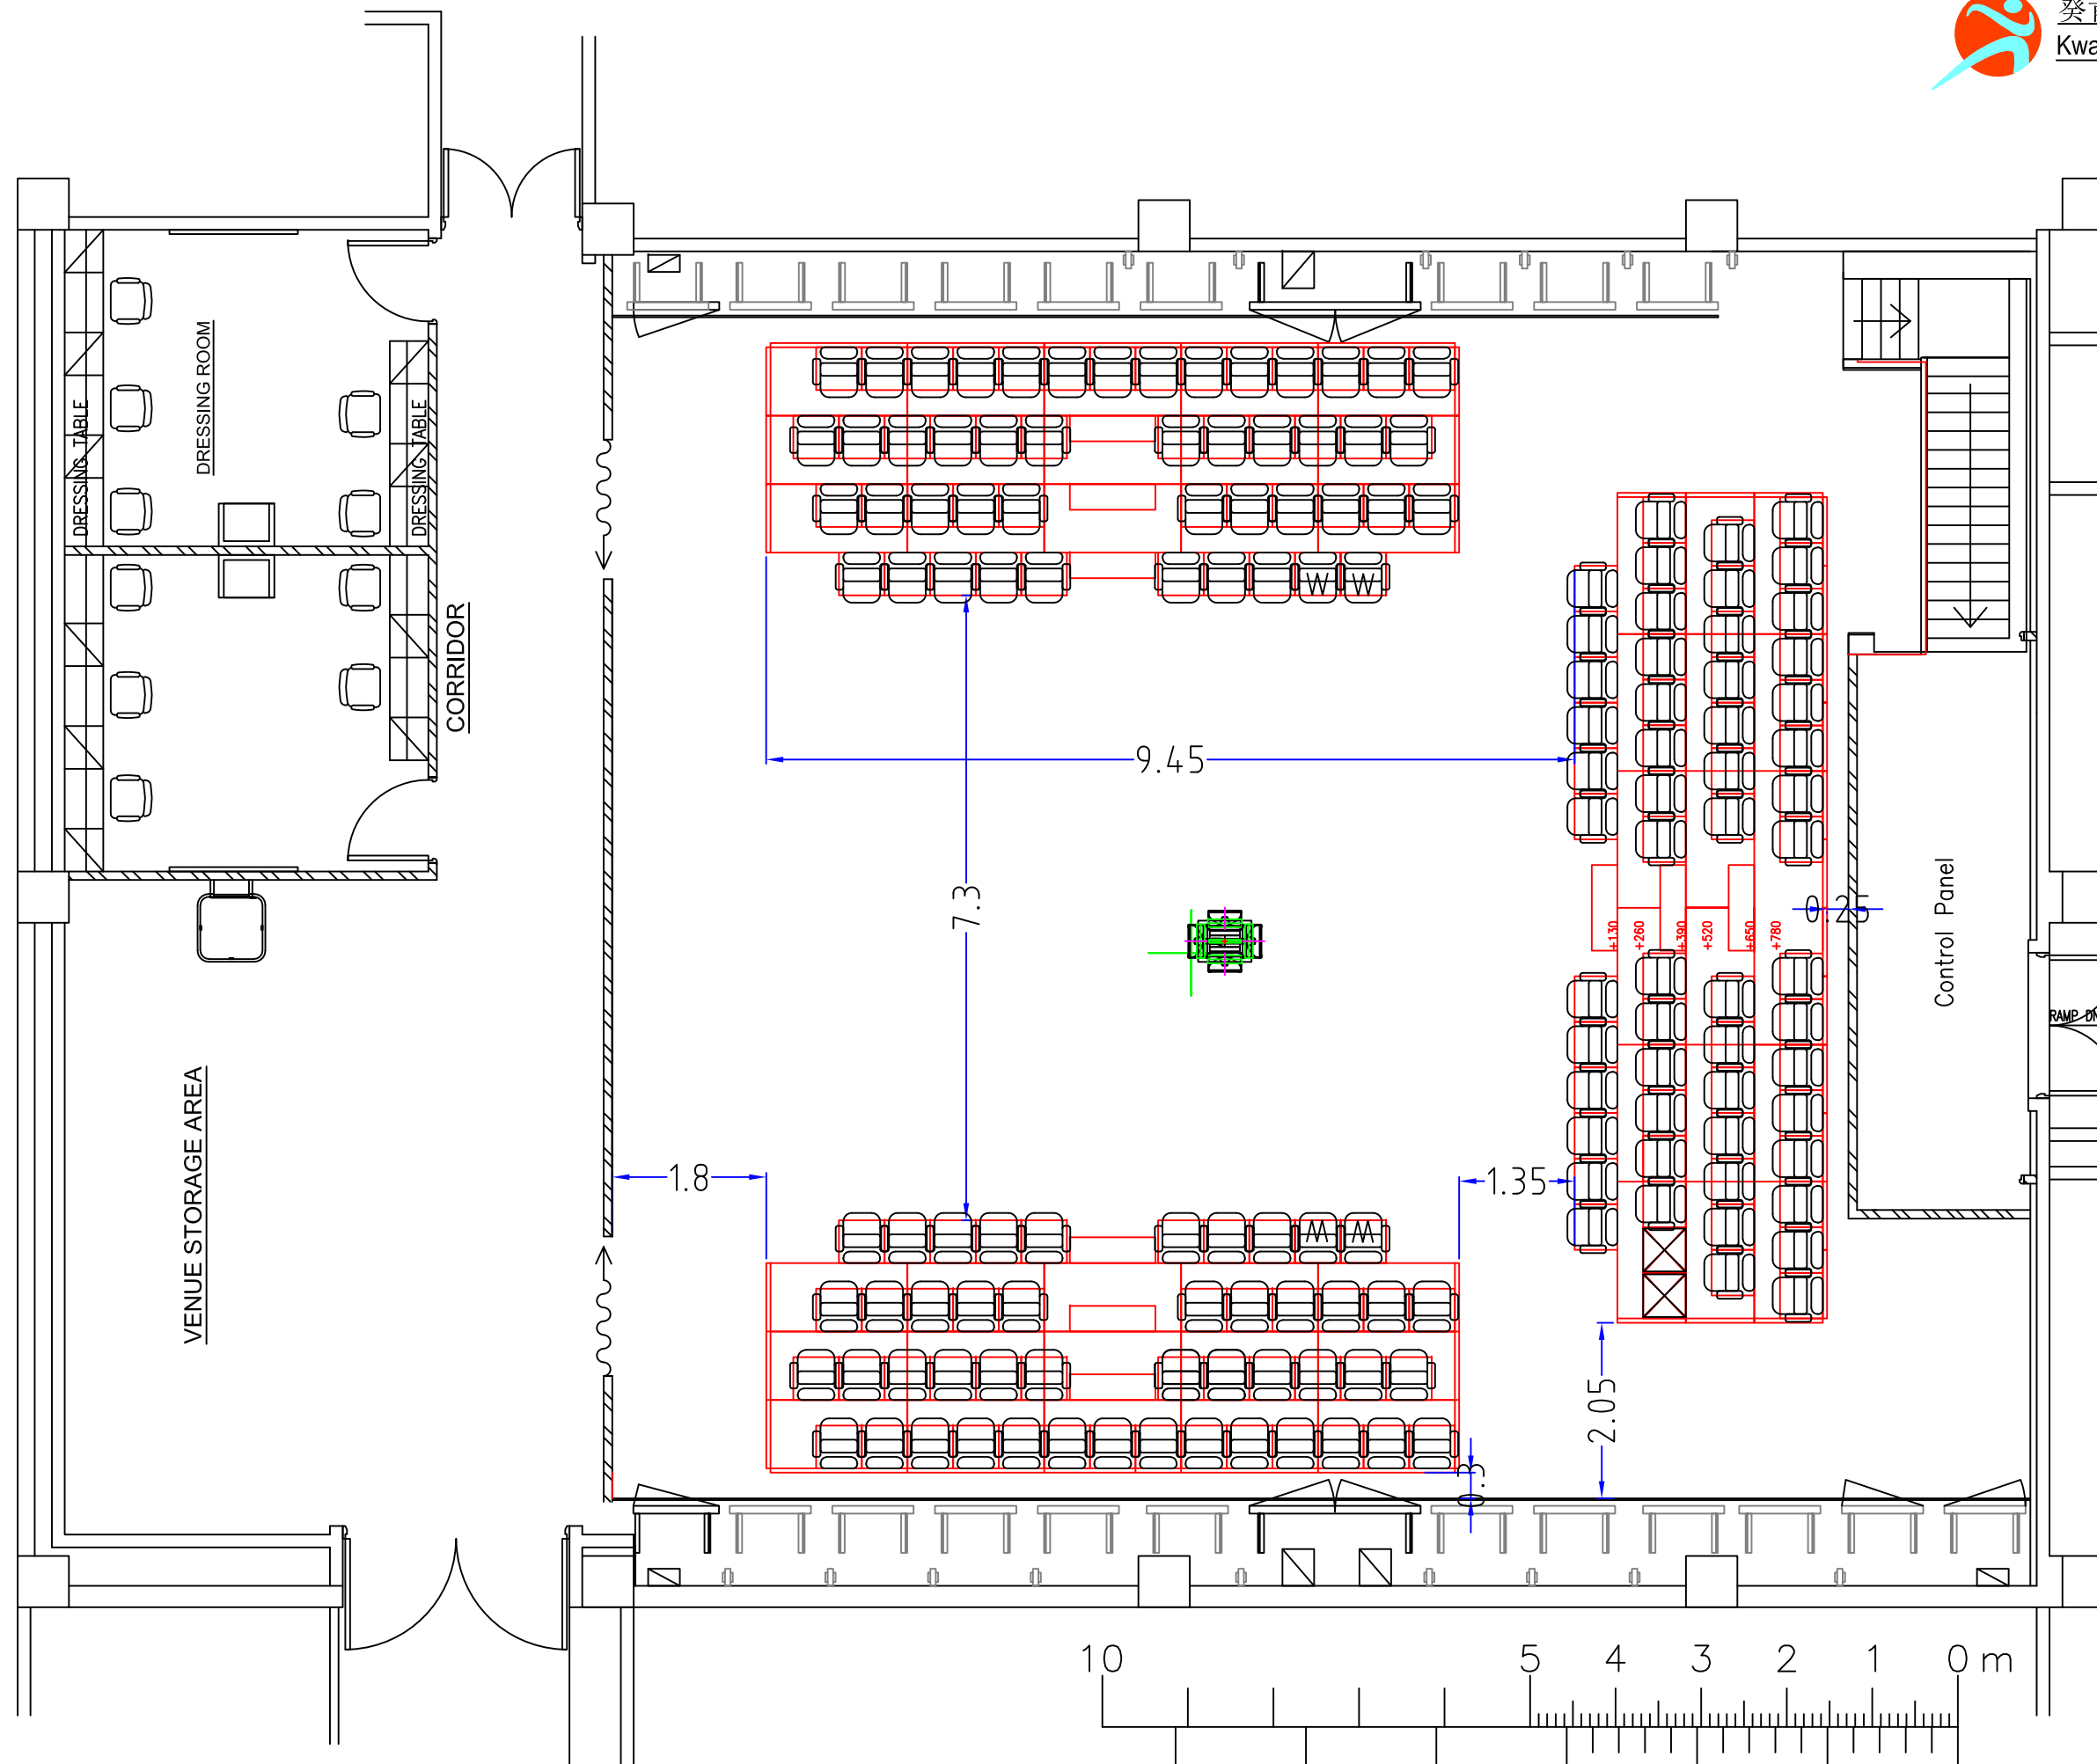 Kwa
DRESSING ROOM
DRESSING TABLE
DRESSING TABLE
CORRIDOR
W W
9.45
7.3
0.25
+130
+260
+390
+520
+650
+780
Control Panel
RAMP DN
VENUE STORAGE AREA
1.8
1.35
W W
2.05
0.3
10 5 4 3 2 1 0 m